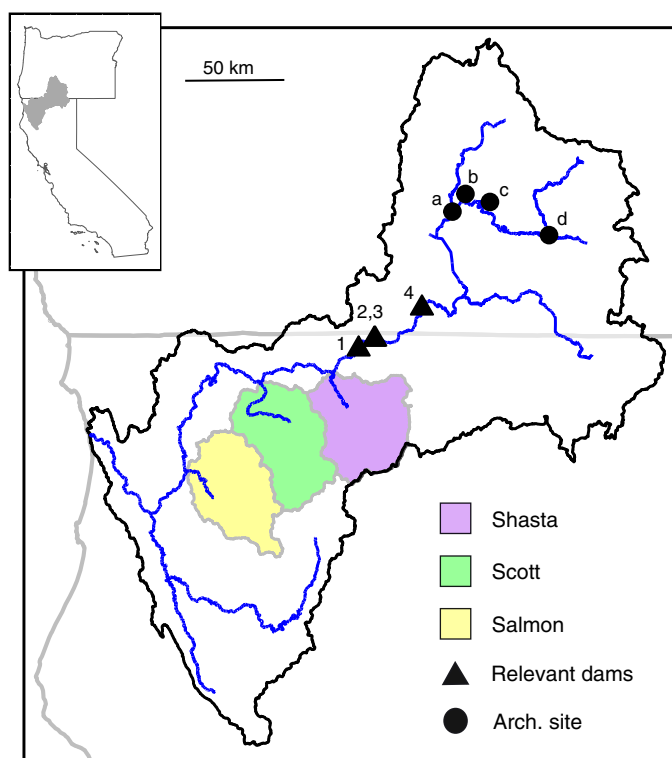 50 km
b
c
a
d
4
2,3
1
Shasta
Scott
Salmon
Relevant dams
Arch. site